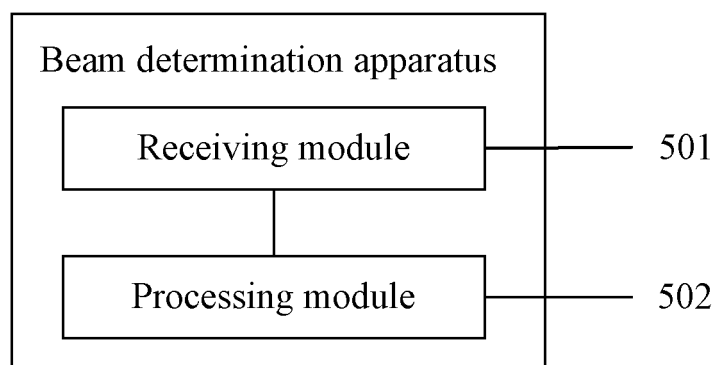 Beam determination apparatus
Receiving module 501
Processing module 502